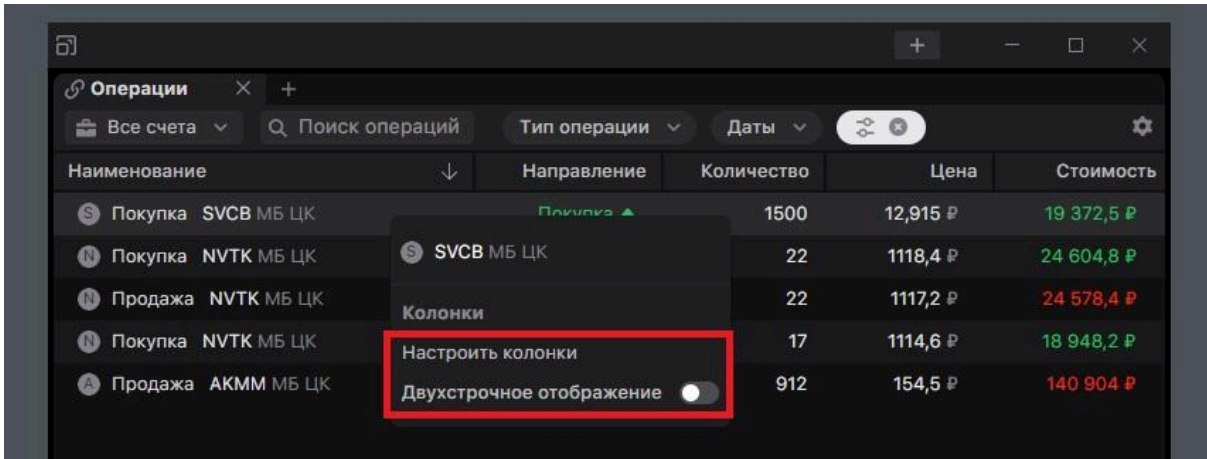 Операции
Все счета Поиск операций Тип операции Даты
Наименование Направление Количество Цена Стоимость
S Покупка SVCB МБ ЦК Покупка 1500 12,915 ₽ 19 372,5 ₽
N Покупка NVTK МБ ЦК 22 1118,4 ₽ 24 604,8 ₽
N Продажа NVTK МБ ЦК 22 1117,2 ₽ 24 578,4 ₽
N Покупка NVTK МБ ЦК 17 1114,6 ₽ 18 948,2 ₽
A Продажа AKMM МБ ЦК 912 154,5 ₽ 140 904 ₽
S SVCB МБ ЦК
Колонки
Настроить колонки
Двухстрочное отображение